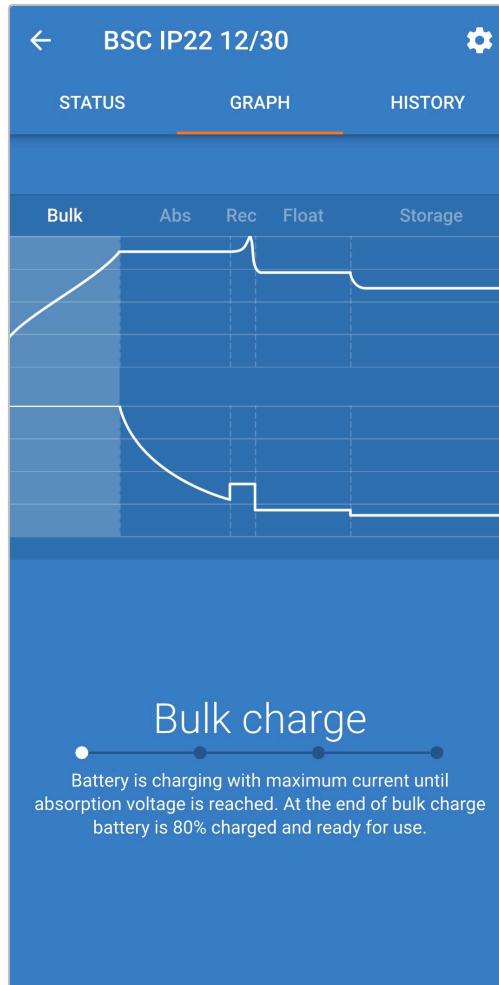 BSC IP22 12/30
STATUS GRAPH HISTORY
Bulk Abs Rec Float Storage
Bulk charge
Battery is charging with maximum current until
absorption voltage is reached. At the end of bulk charge
battery is 80% charged and ready for use.